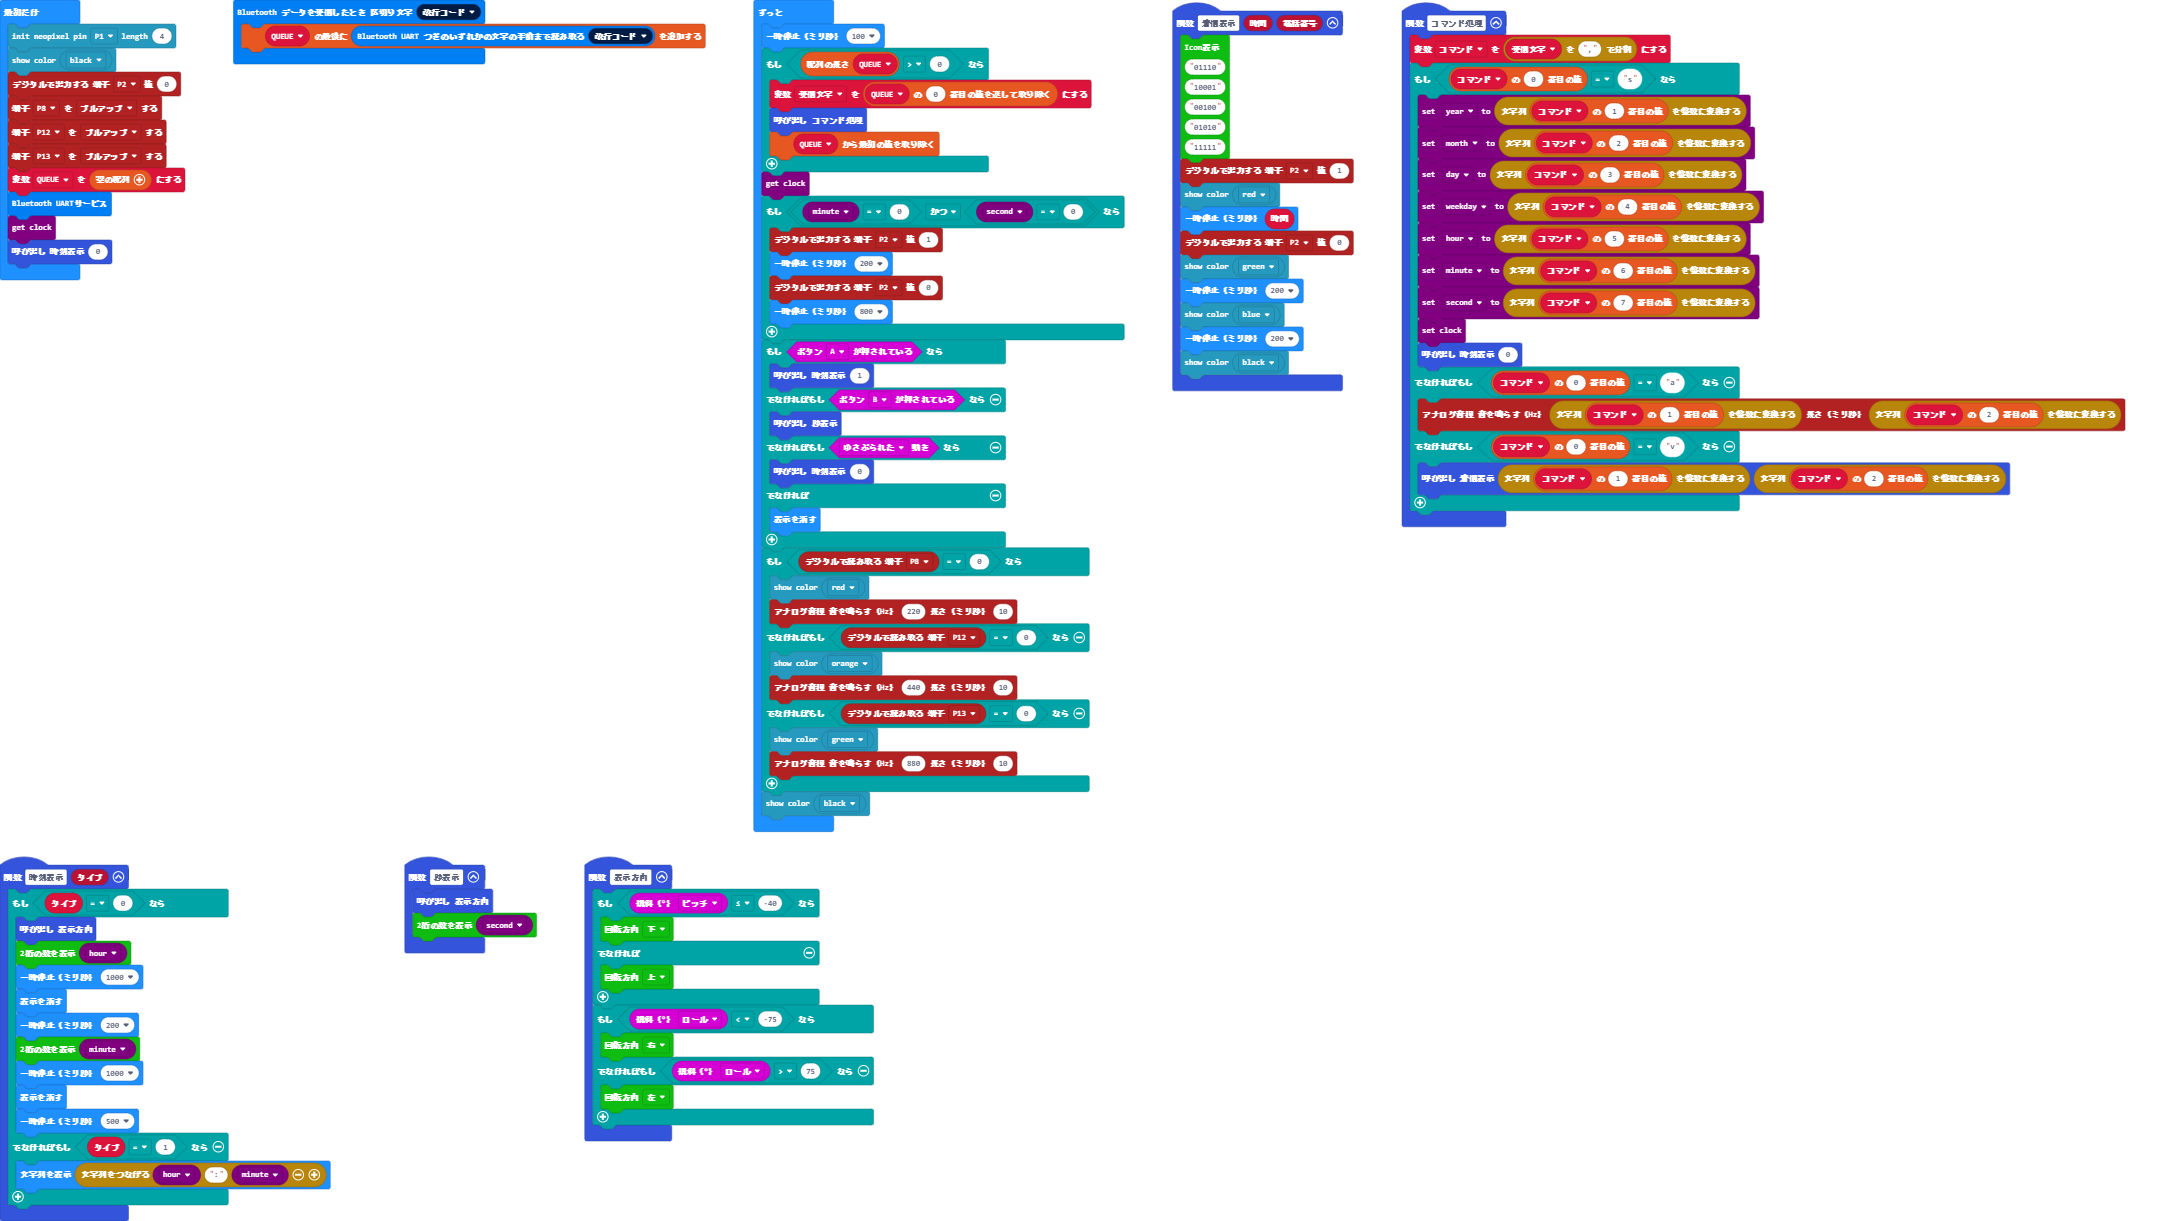 最初だけ
init neopixel pin P1 length 4
show color black
デジタルで出力する 端子 P2 値 0
端子 P8 を プルアップ する
端子 P12 を プルアップ する
端子 P13 を プルアップ する
変数 QUEUE を 空の配列 にする
Bluetooth UARTサービス
get clock
呼び出し 時刻表示 0
Bluetooth データを受信したとき 区切り文字 改行コード
QUEUE の最後に Bluetooth UART つぎのいずれかの文字の手前まで読み取る 改行コード を追加する
ずっと
一時停止 (ミリ秒) 100
もし 配列の長さ QUEUE > 0 なら
変数 受信文字 を QUEUE の 0 番目の値を返して取り除く にする
呼び出し コマンド処理
QUEUE から最初の値を取り除く
get clock
もし minute = 0 かつ second = 0 なら
デジタルで出力する 端子 P2 値 1
一時停止 (ミリ秒) 200
デジタルで出力する 端子 P2 値 0
一時停止 (ミリ秒) 800
もし ボタン A が押されている なら
呼び出し 時刻表示 1
でなければもし ボタン B が押されている なら
呼び出し 秒表示
でなければもし ゆさぶられた 動き なら
呼び出し 時刻表示 0
でなければ
表示を消す
もし デジタルで読み取る 端子 P8 = 0 なら
show color red
アナログ音程 音を鳴らす (Hz) 220 長さ (ミリ秒) 10
でなければもし デジタルで読み取る 端子 P12 = 0 なら
show color orange
アナログ音程 音を鳴らす (Hz) 440 長さ (ミリ秒) 10
でなければもし デジタルで読み取る 端子 P13 = 0 なら
show color green
アナログ音程 音を鳴らす (Hz) 880 長さ (ミリ秒) 10
show color black
関数 着信表示 時間 電話番号
Icon表示
"01110"
"10001"
"00100"
"01010"
"11111"
デジタルで出力する 端子 P2 値 1
show color red
一時停止 (ミリ秒) 時間
デジタルで出力する 端子 P2 値 0
show color green
一時停止 (ミリ秒) 200
show color blue
一時停止 (ミリ秒) 200
show color black
関数 コマンド処理
変数 コマンド を 受信文字 を "," で分割 にする
もし コマンド の 0 番目の値 = "s" なら
set year to 文字列 コマンド の 1 番目の値 を整数に変換する
set month to 文字列 コマンド の 2 番目の値 を整数に変換する
set day to 文字列 コマンド の 3 番目の値 を整数に変換する
set weekday to 文字列 コマンド の 4 番目の値 を整数に変換する
set hour to 文字列 コマンド の 5 番目の値 を整数に変換する
set minute to 文字列 コマンド の 6 番目の値 を整数に変換する
set second to 文字列 コマンド の 7 番目の値 を整数に変換する
set clock
呼び出し 時刻表示 0
でなければもし コマンド の 0 番目の値 = "a" なら
アナログ音程 音を鳴らす (Hz) 文字列 コマンド の 1 番目の値 を整数に変換する 長さ (ミリ秒) 文字列 コマンド の 2 番目の値 を整数に変換する
でなければもし コマンド の 0 番目の値 = "v" なら
呼び出し 着信表示 文字列 コマンド の 1 番目の値 を整数に変換する 文字列 コマンド の 2 番目の値 を整数に変換する
関数 時刻表示 タイプ
もし タイプ = 0 なら
呼び出し 表示方向
2桁の数を表示 hour
一時停止 (ミリ秒) 1000
表示を消す
一時停止 (ミリ秒) 200
2桁の数を表示 minute
一時停止 (ミリ秒) 1000
表示を消す
一時停止 (ミリ秒) 500
でなければもし タイプ = 1 なら
文字列を表示 文字列をつなげる hour ":" minute
関数 秒表示
呼び出し 表示方向
2桁の数を表示 second
関数 表示方向
もし 傾斜 (°) ピッチ ≤ -40 なら
回転方向 下
でなければ
回転方向 上
もし 傾斜 (°) ロール < -75 なら
回転方向 右
でなければもし 傾斜 (°) ロール > 75 なら
回転方向 左